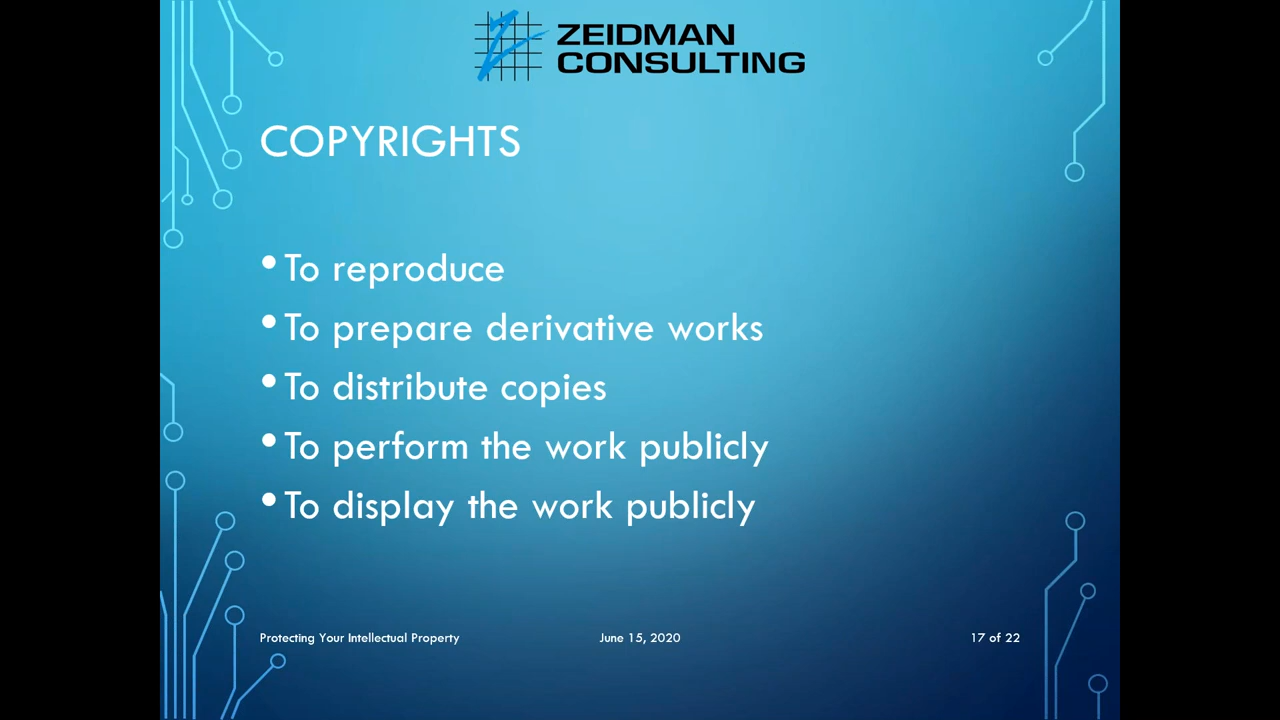 ZEIDMAN
CONSULTING
COPYRIGHTS
•To reproduce
•To prepare derivative works
•To distribute copies
•To perform the work publicly
•To display the work publicly
Protecting Your Intellectual Property June 15, 2020 17 of 22